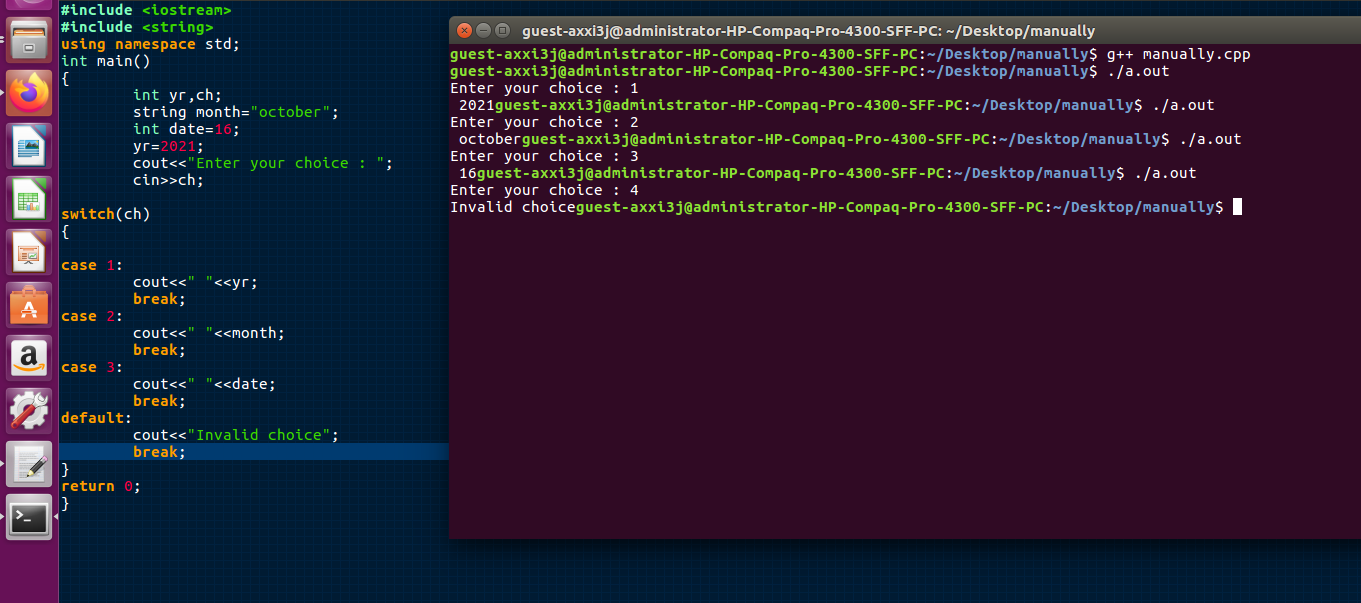 #include <iostream>
#include <string>
using namespace std;
int main()
{
        int yr,ch;
        string month="october";
        int date=16;
        yr=2021;
        cout<<"Enter your choice : ";
        cin>>ch;

switch(ch)
{

case 1:
        cout<<" "<<yr;
        break;
case 2:
        cout<<" "<<month;
        break;
case 3:
        cout<<" "<<date;
        break;
default:
        cout<<"Invalid choice";
        break;
}
return 0;
}
guest-axxi3j@administrator-HP-Compaq-Pro-4300-SFF-PC: ~/Desktop/manually
guest-axxi3j@administrator-HP-Compaq-Pro-4300-SFF-PC:~/Desktop/manually$ g++ manually.cpp
guest-axxi3j@administrator-HP-Compaq-Pro-4300-SFF-PC:~/Desktop/manually$ ./a.out
Enter your choice : 1
 2021guest-axxi3j@administrator-HP-Compaq-Pro-4300-SFF-PC:~/Desktop/manually$ ./a.out
Enter your choice : 2
 octoberguest-axxi3j@administrator-HP-Compaq-Pro-4300-SFF-PC:~/Desktop/manually$ ./a.out
Enter your choice : 3
 16guest-axxi3j@administrator-HP-Compaq-Pro-4300-SFF-PC:~/Desktop/manually$ ./a.out
Enter your choice : 4
Invalid choiceguest-axxi3j@administrator-HP-Compaq-Pro-4300-SFF-PC:~/Desktop/manually$